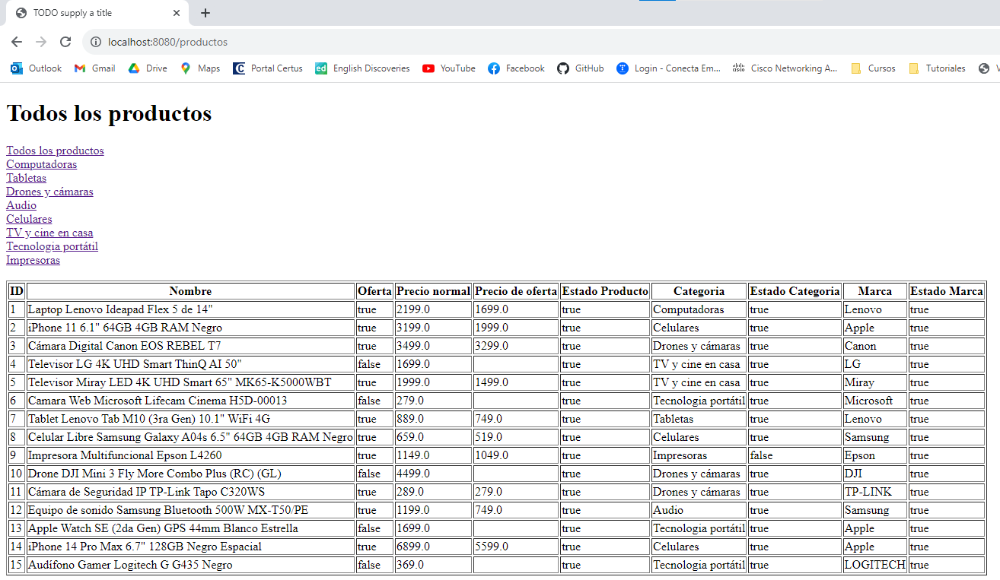 TODO supply a title
localhost:8080/productos
Outlook Gmail Drive Maps Portal Certus English Discoveries YouTube Facebook GitHub Login - Conecta Em... Cisco Networking A... Cursos Tutoriales
Todos los productos
Todos los productos
Computadoras
Tabletas
Drones y cámaras
Audio
Celulares
TV y cine en casa
Tecnologia portátil
Impresoras
ID Nombre Oferta Precio normal Precio de oferta Estado Producto Categoria Estado Categoria Marca Estado Marca
1 Laptop Lenovo Ideapad Flex 5 de 14" true 2199.0 1699.0 true Computadoras true Lenovo true
2 iPhone 11 6.1" 64GB 4GB RAM Negro true 3199.0 1999.0 true Celulares true Apple true
3 Cámara Digital Canon EOS REBEL T7 true 3499.0 3299.0 true Drones y cámaras true Canon true
4 Televisor LG 4K UHD Smart ThinQ AI 50" false 1699.0 true TV y cine en casa true LG true
5 Televisor Miray LED 4K UHD Smart 65" MK65-K5000WBT true 1999.0 1499.0 true TV y cine en casa true Miray true
6 Camara Web Microsoft Lifecam Cinema H5D-00013 false 279.0 true Tecnologia portátil true Microsoft true
7 Tablet Lenovo Tab M10 (3ra Gen) 10.1" WiFi 4G true 889.0 749.0 true Tabletas true Lenovo true
8 Celular Libre Samsung Galaxy A04s 6.5" 64GB 4GB RAM Negro true 659.0 519.0 true Celulares true Samsung true
9 Impresora Multifuncional Epson L4260 true 1149.0 1049.0 true Impresoras false Epson true
10 Drone DJI Mini 3 Fly More Combo Plus (RC) (GL) false 4499.0 true Drones y cámaras true DJI true
11 Cámara de Seguridad IP TP-Link Tapo C320WS true 289.0 279.0 true Drones y cámaras true TP-LINK true
12 Equipo de sonido Samsung Bluetooth 500W MX-T50/PE true 1199.0 749.0 true Audio true Samsung true
13 Apple Watch SE (2da Gen) GPS 44mm Blanco Estrella false 1699.0 true Tecnologia portátil true Apple true
14 iPhone 14 Pro Max 6.7" 128GB Negro Espacial true 6899.0 5599.0 true Celulares true Apple true
15 Audífono Gamer Logitech G G435 Negro false 369.0 true Tecnologia portátil true LOGITECH true